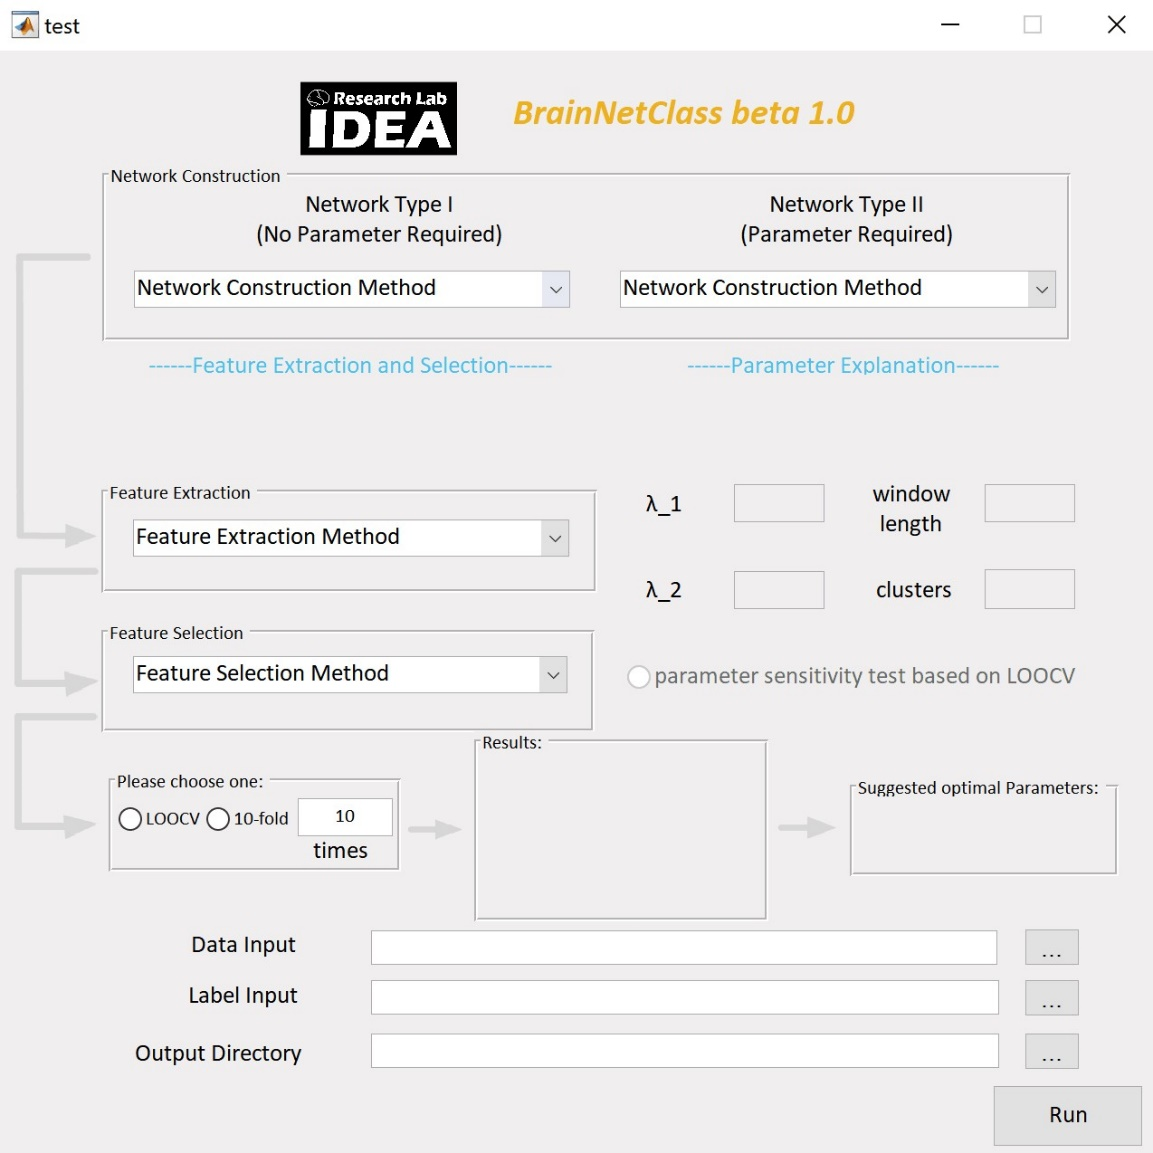 test
Research Lab
IDEA
BrainNetClass beta 1.0
Network Construction
Network Type I
(No Parameter Required)
Network Type II
(Parameter Required)
Network Construction Method
Network Construction Method
------Feature Extraction and Selection------
------Parameter Explanation------
Feature Extraction
Feature Extraction Method
λ_1
window
length
λ_2
clusters
Feature Selection
Feature Selection Method
parameter sensitivity test based on LOOCV
Please choose one:
LOOCV
10-fold
10
times
Results:
Suggested optimal Parameters:
Data Input
...
Label Input
...
Output Directory
...
Run